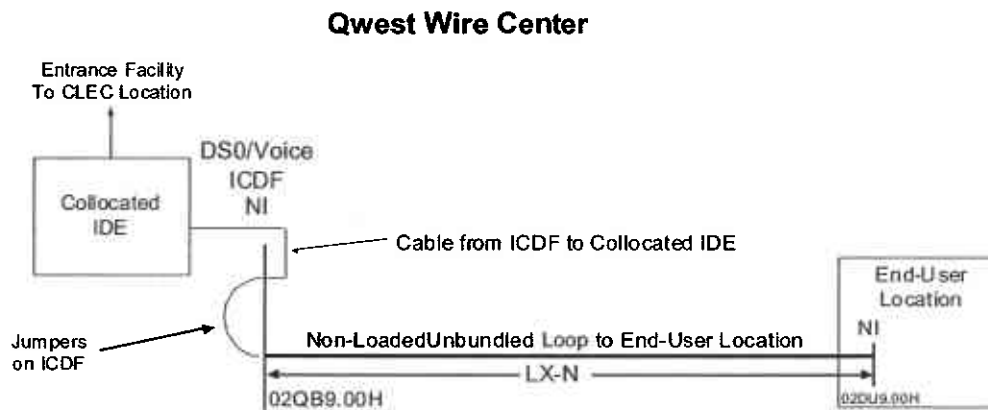 Qwest Wire Center
Entrance Facility
To CLEC Location
DS0/Voice
ICDF
NI
Collocated
IDE
Cable from ICDF to Collocated IDE
End-User
Location
NI
Jumpers
on ICDF
Non-LoadedUnbundled Loop to End-User Location
LX-N
02QB9.00H
02DU9.00H